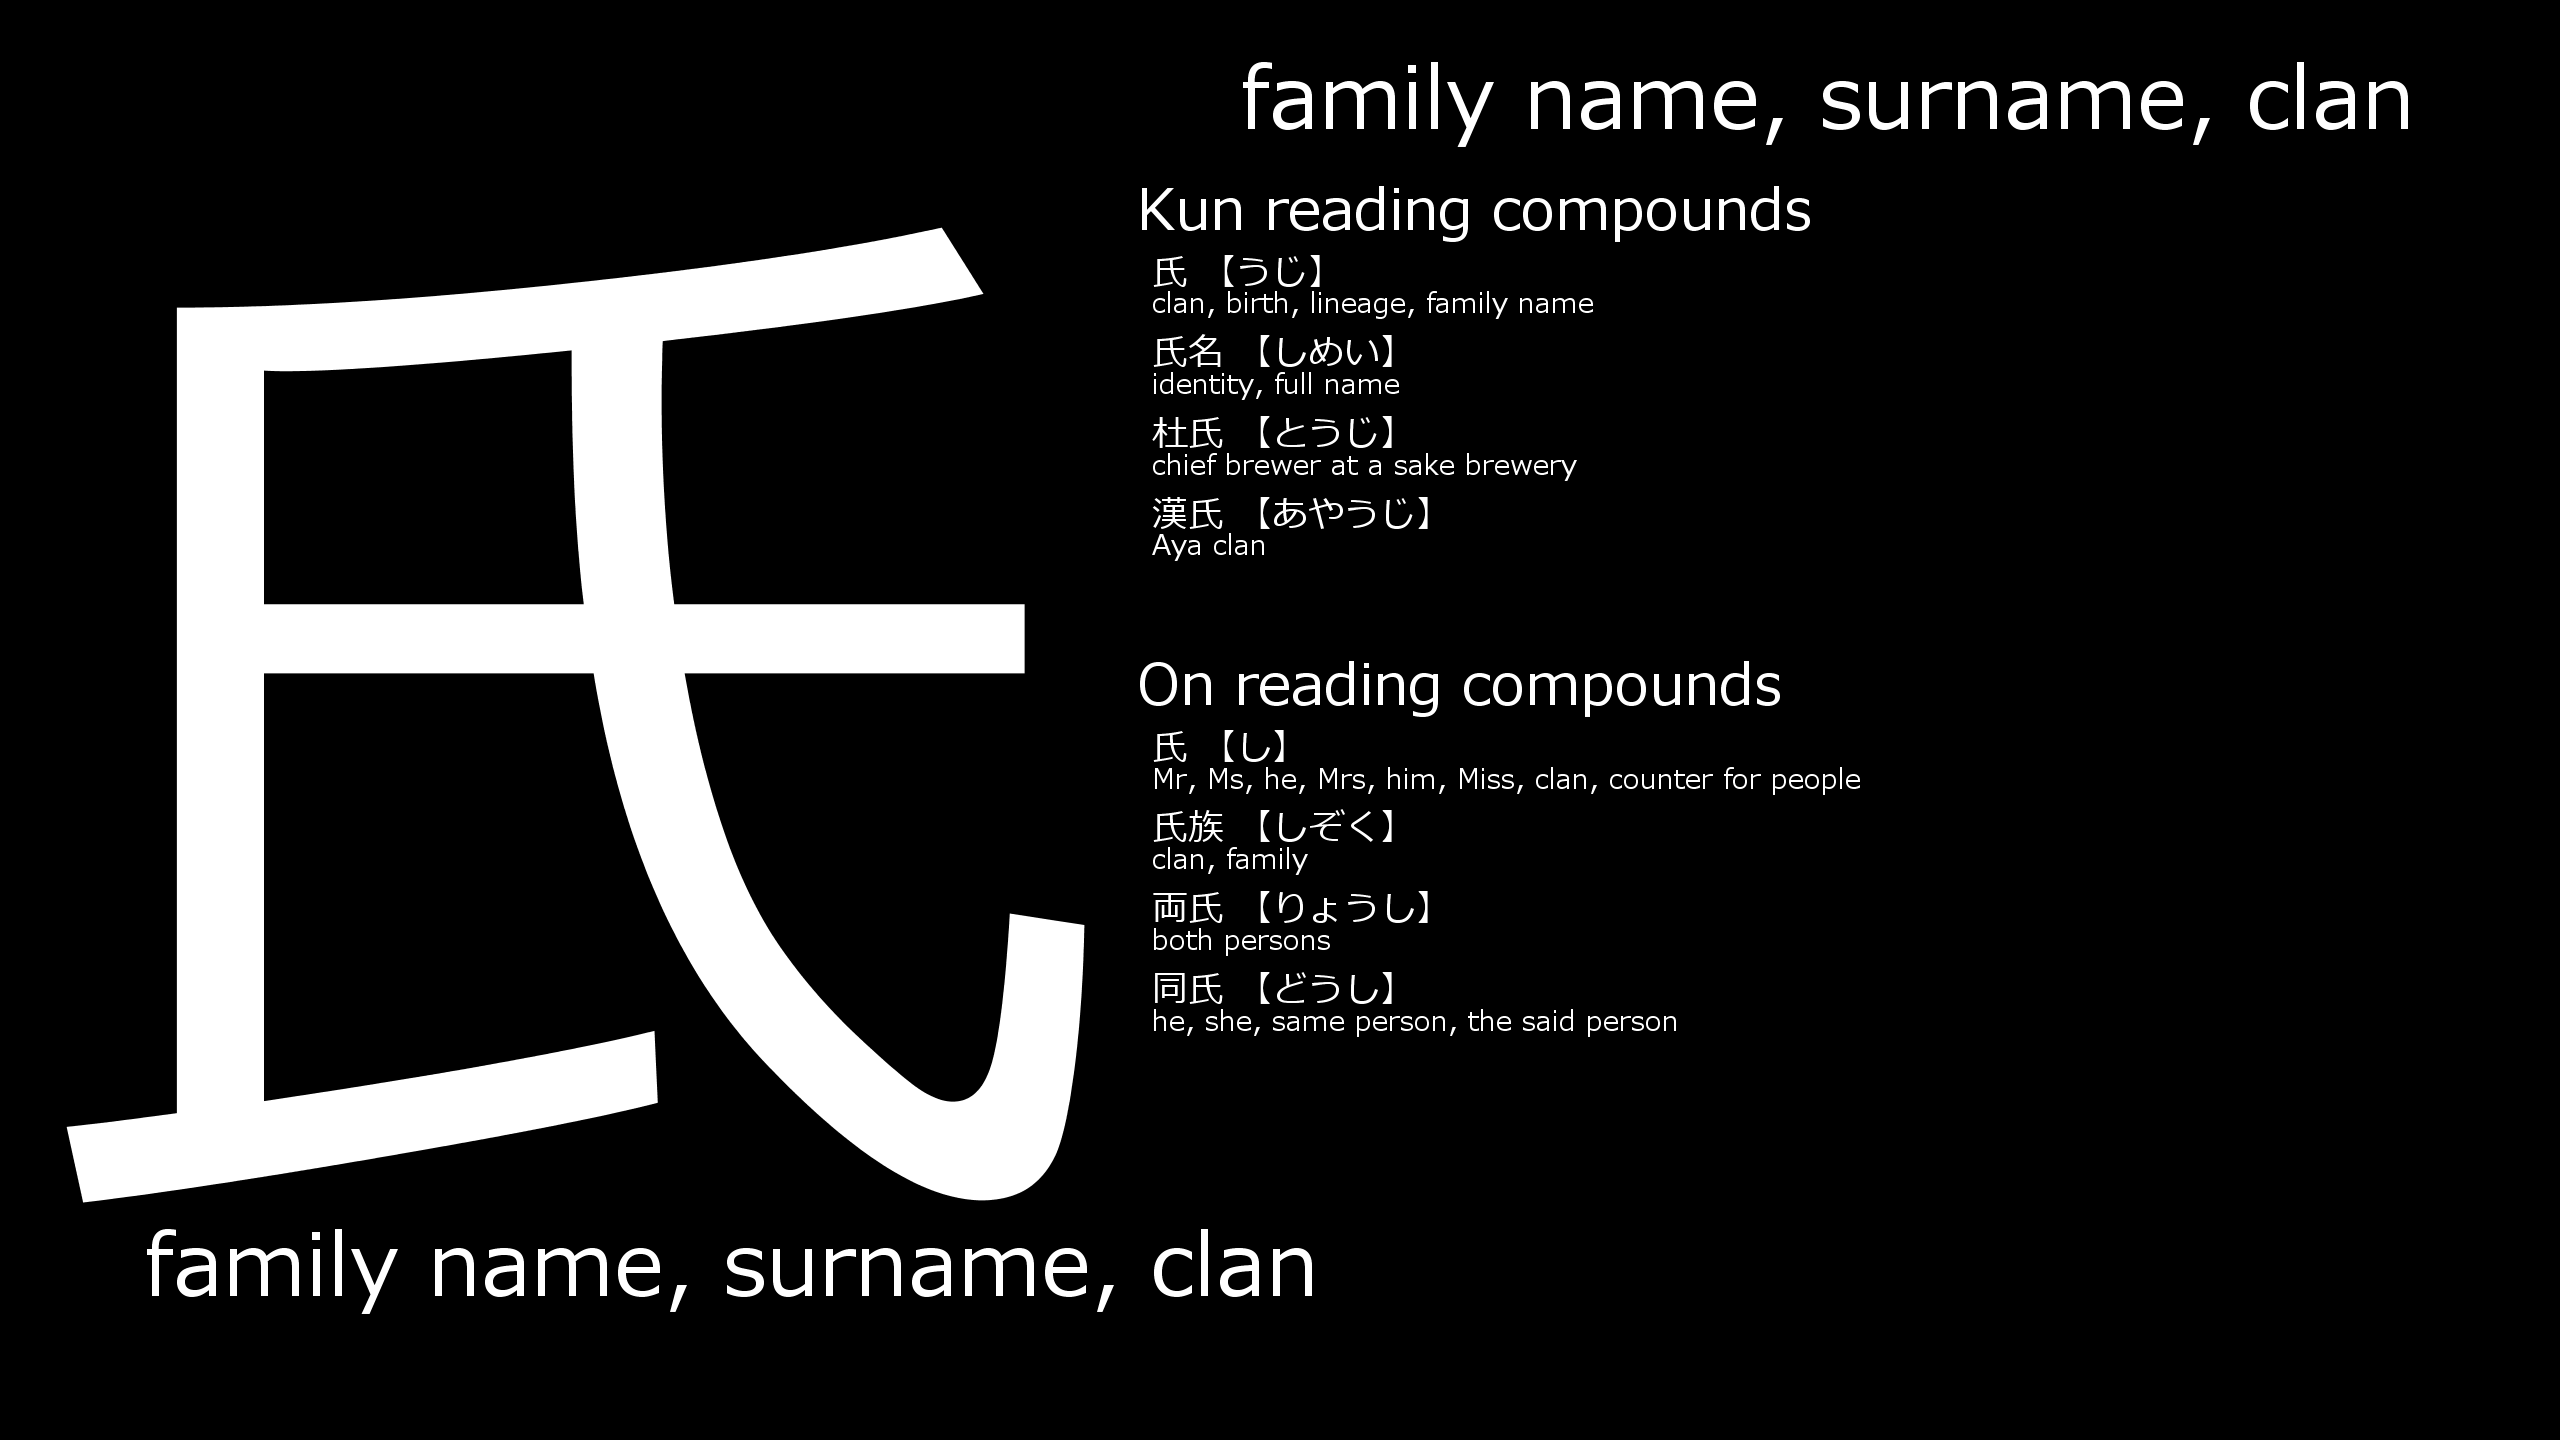 氏
family name, surname, clan
family name, surname, clan
Kun reading compounds
氏 【うじ】
clan, birth, lineage, family name
氏名 【しめい】
identity, full name
杜氏 【とうじ】
chief brewer at a sake brewery
漢氏 【あやうじ】
Aya clan
On reading compounds
氏 【し】
Mr, Ms, he, Mrs, him, Miss, clan, counter for people
氏族 【しぞく】
clan, family
両氏 【りょうし】
both persons
同氏 【どうし】
he, she, same person, the said person